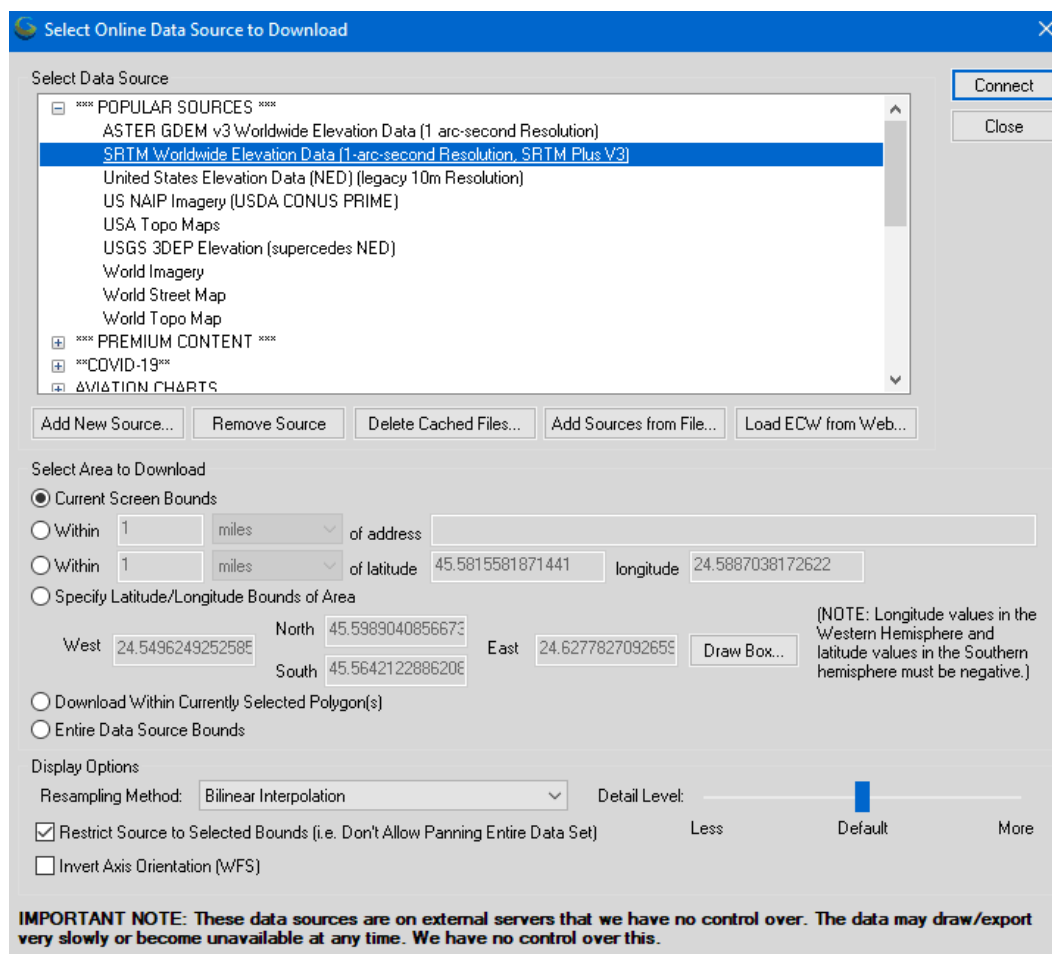 Select Online Data Source to Download
Select Data Source
Connect
Close
*** POPULAR SOURCES ***
ASTER GDEM v3 Worldwide Elevation Data (1 arc-second Resolution)
SRTM Worldwide Elevation Data (1-arc-second Resolution, SRTM Plus V3)
United States Elevation Data (NED) (legacy 10m Resolution)
US NAIP Imagery (USDA CONUS PRIME)
USA Topo Maps
USGS 3DEP Elevation (supercedes NED)
World Imagery
World Street Map
World Topo Map
*** PREMIUM CONTENT ***
**COVID-19**
AVIATION CHARTS
Add New Source... Remove Source Delete Cached Files... Add Sources from File... Load ECW from Web...
Select Area to Download
Current Screen Bounds
Within 1 miles of address
Within 1 miles of latitude 45.5815581871441 longitude 24.5887038172622
Specify Latitude/Longitude Bounds of Area
North 45.5989040856673
West 24.5496249252585 East 24.6277827092659 Draw Box...
South 45.5642122886208
(NOTE: Longitude values in the
Western Hemisphere and
latitude values in the Southern
hemisphere must be negative.)
Download Within Currently Selected Polygon(s)
Entire Data Source Bounds
Display Options
Resampling Method: Bilinear Interpolation Detail Level:
Less Default More
Restrict Source to Selected Bounds (i.e. Don't Allow Panning Entire Data Set)
Invert Axis Orientation (WFS)
IMPORTANT NOTE: These data sources are on external servers that we have no control over. The data may draw/export
very slowly or become unavailable at any time. We have no control over this.